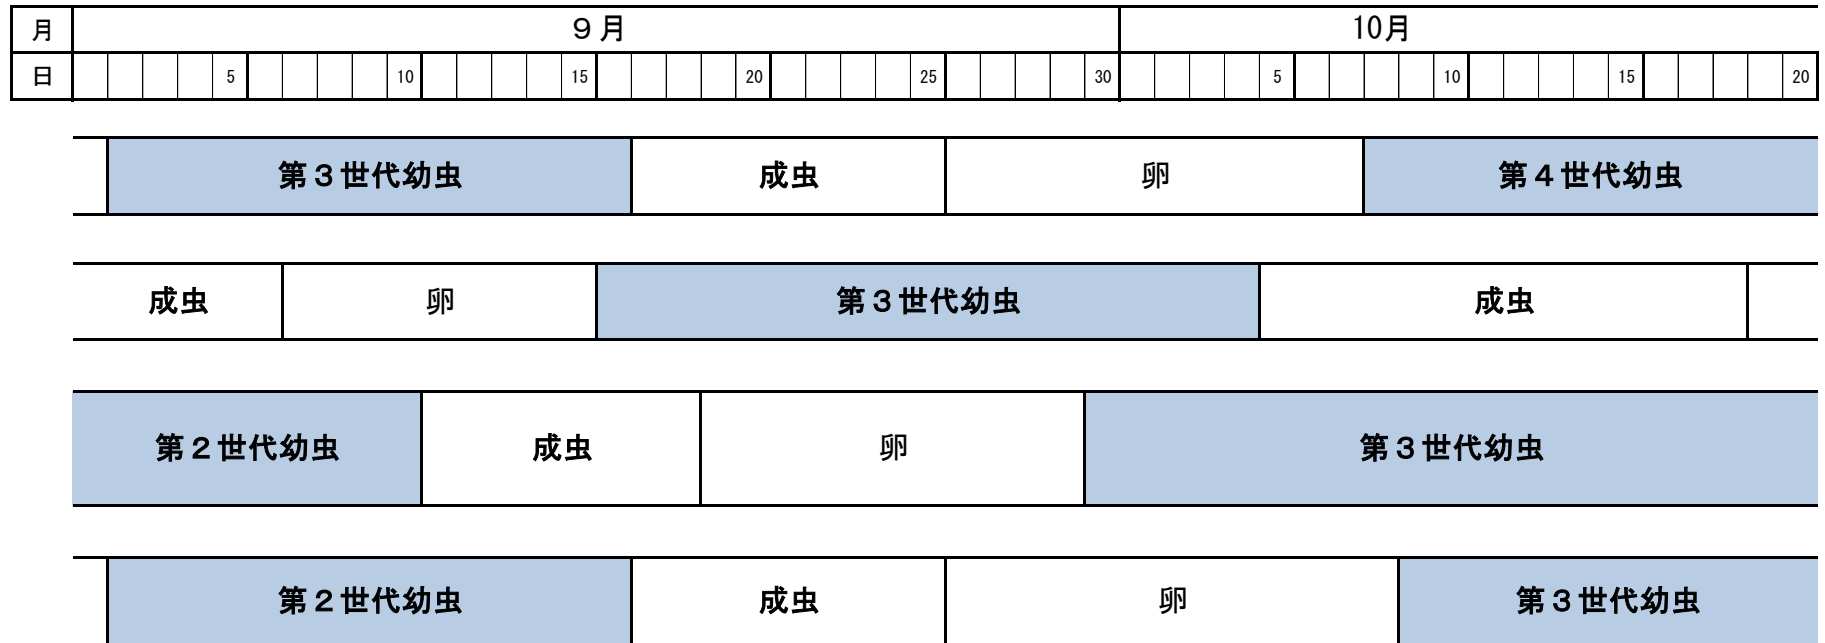 月 ９月 10月
日 5 10 15 20 25 30 5 10 15 20
第３世代幼虫 成虫 卵 第４世代幼虫
成虫 卵 第３世代幼虫 成虫
第２世代幼虫 成虫 卵 第３世代幼虫
第２世代幼虫 成虫 卵 第３世代幼虫